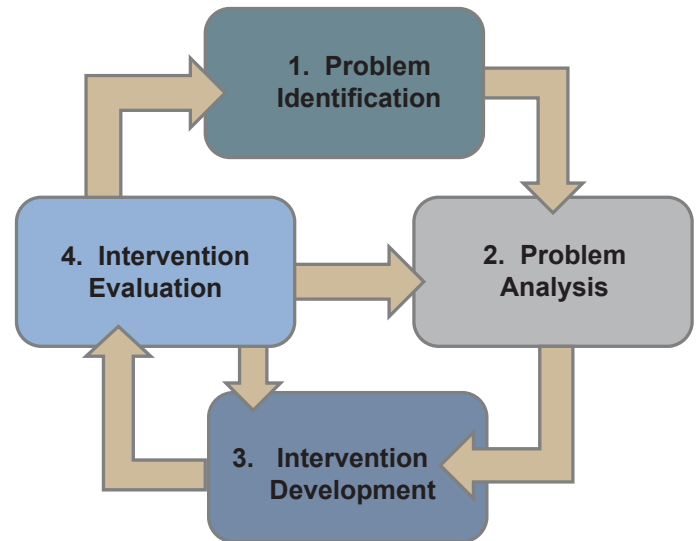 1. Problem
Identification
2. Problem
Analysis
4. Intervention
Evaluation
3. Intervention
Development